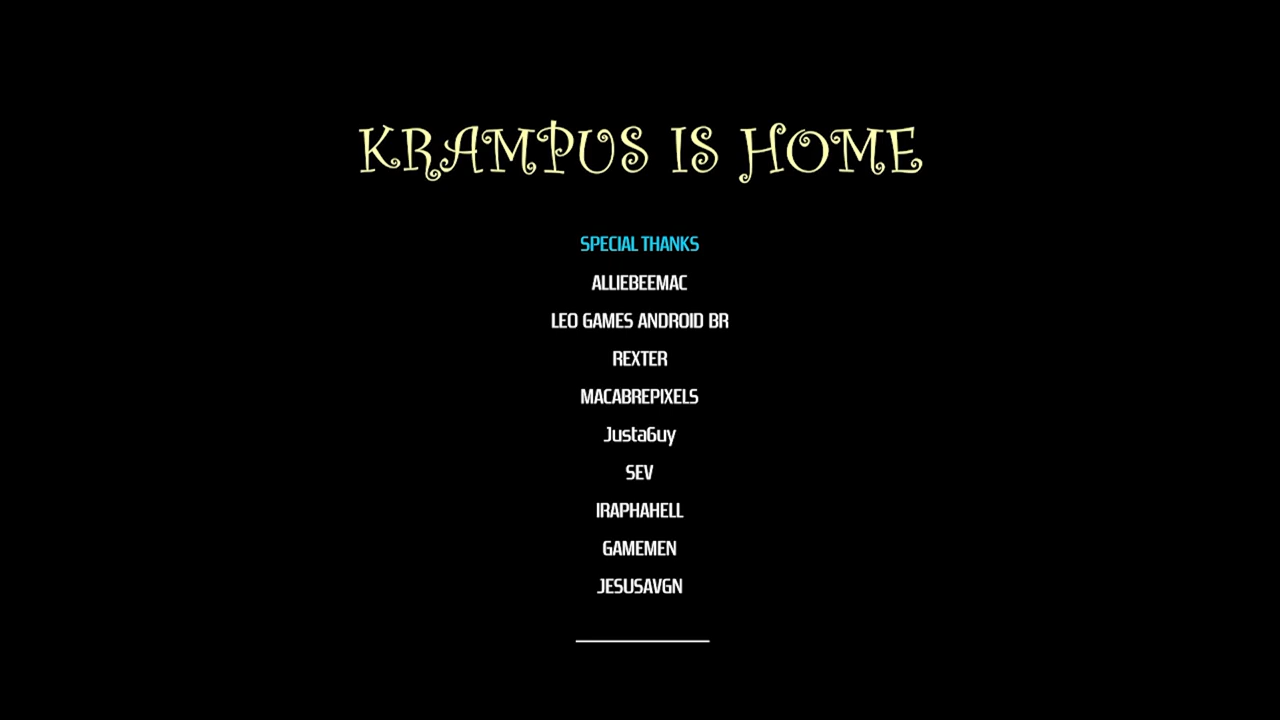 KRAMPUS IS HOME
SPECIAL THANKS
ALLIEBEEMAC
LEO GAMES ANDROID BR
REXTER
MACABREPIXELS
JustaGuy
SEV
IRAPHAHELL
GAMEMEN
JESUSAVGN